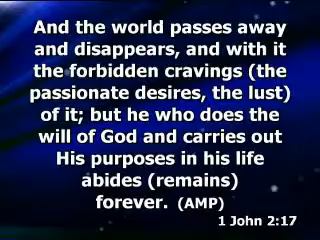 And the world passes away
and disappears, and with it
the forbidden cravings (the
passionate desires, the lust)
of it; but he who does the
will of God and carries out
His purposes in his life
abides (remains)
forever. (AMP)
1 John 2:17